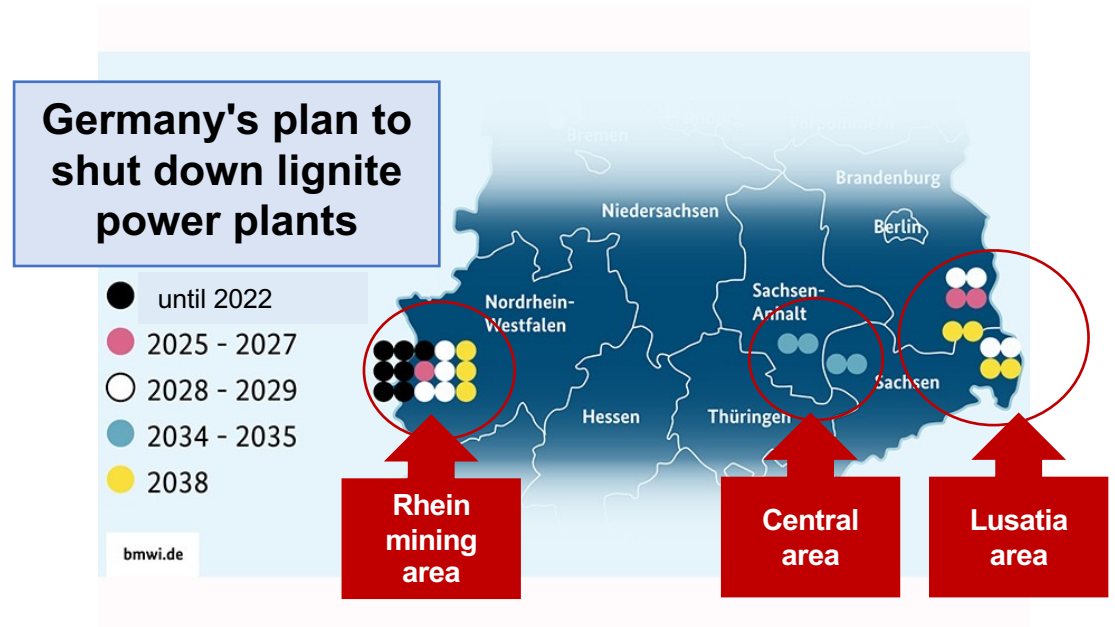 Germany's plan to
shut down lignite
power plants
until 2022
2025 - 2027
2028 - 2029
2034 - 2035
2038
bmwi.de
Bremen
Niedersachsen
Brandenburg
Berlin
Nordrhein-
Westfalen
Sachsen-
Anhalt
Sachsen
Hessen
Thüringen
Rhein
mining
area
Central
area
Lusatia
area